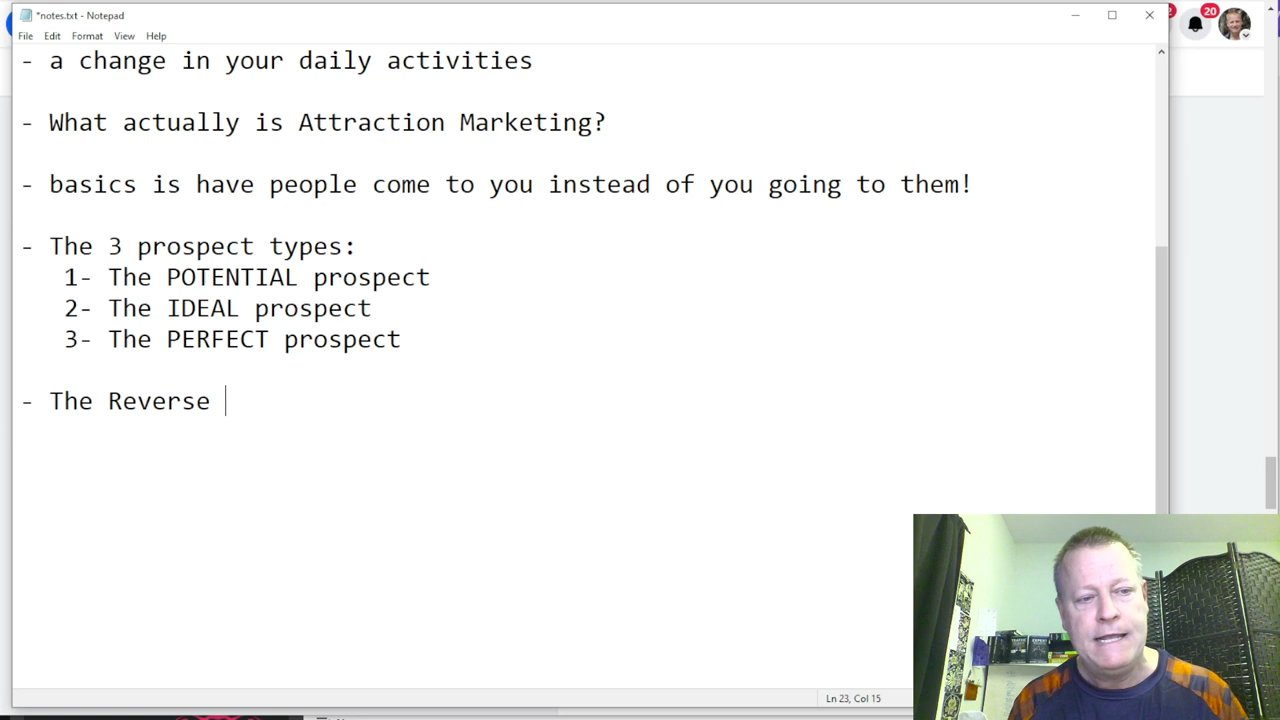 *notes.txt - Notepad
20
File Edit Format View Help
- a change in your daily activities
- What actually is Attraction Marketing?
- basics is have people come to you instead of you going to them!
- The 3 prospect types:
1- The POTENTIAL prospect
2- The IDEAL prospect
3- The PERFECT prospect
- The Reverse
Ln 23, Col 15